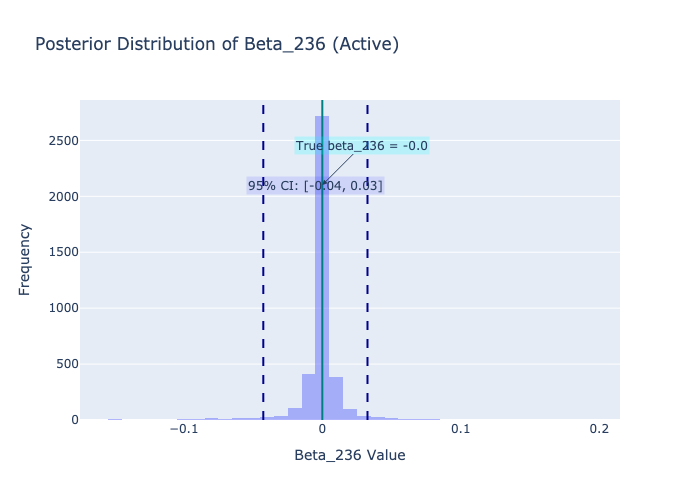 Posterior Distribution of Beta_236 (Active)
2500
2000
1500
1000
500
0
Frequency
True beta_236 = -0.0
95% CI: [-0.04, 0.03]
−0.1
0
0.1
0.2
Beta_236 Value